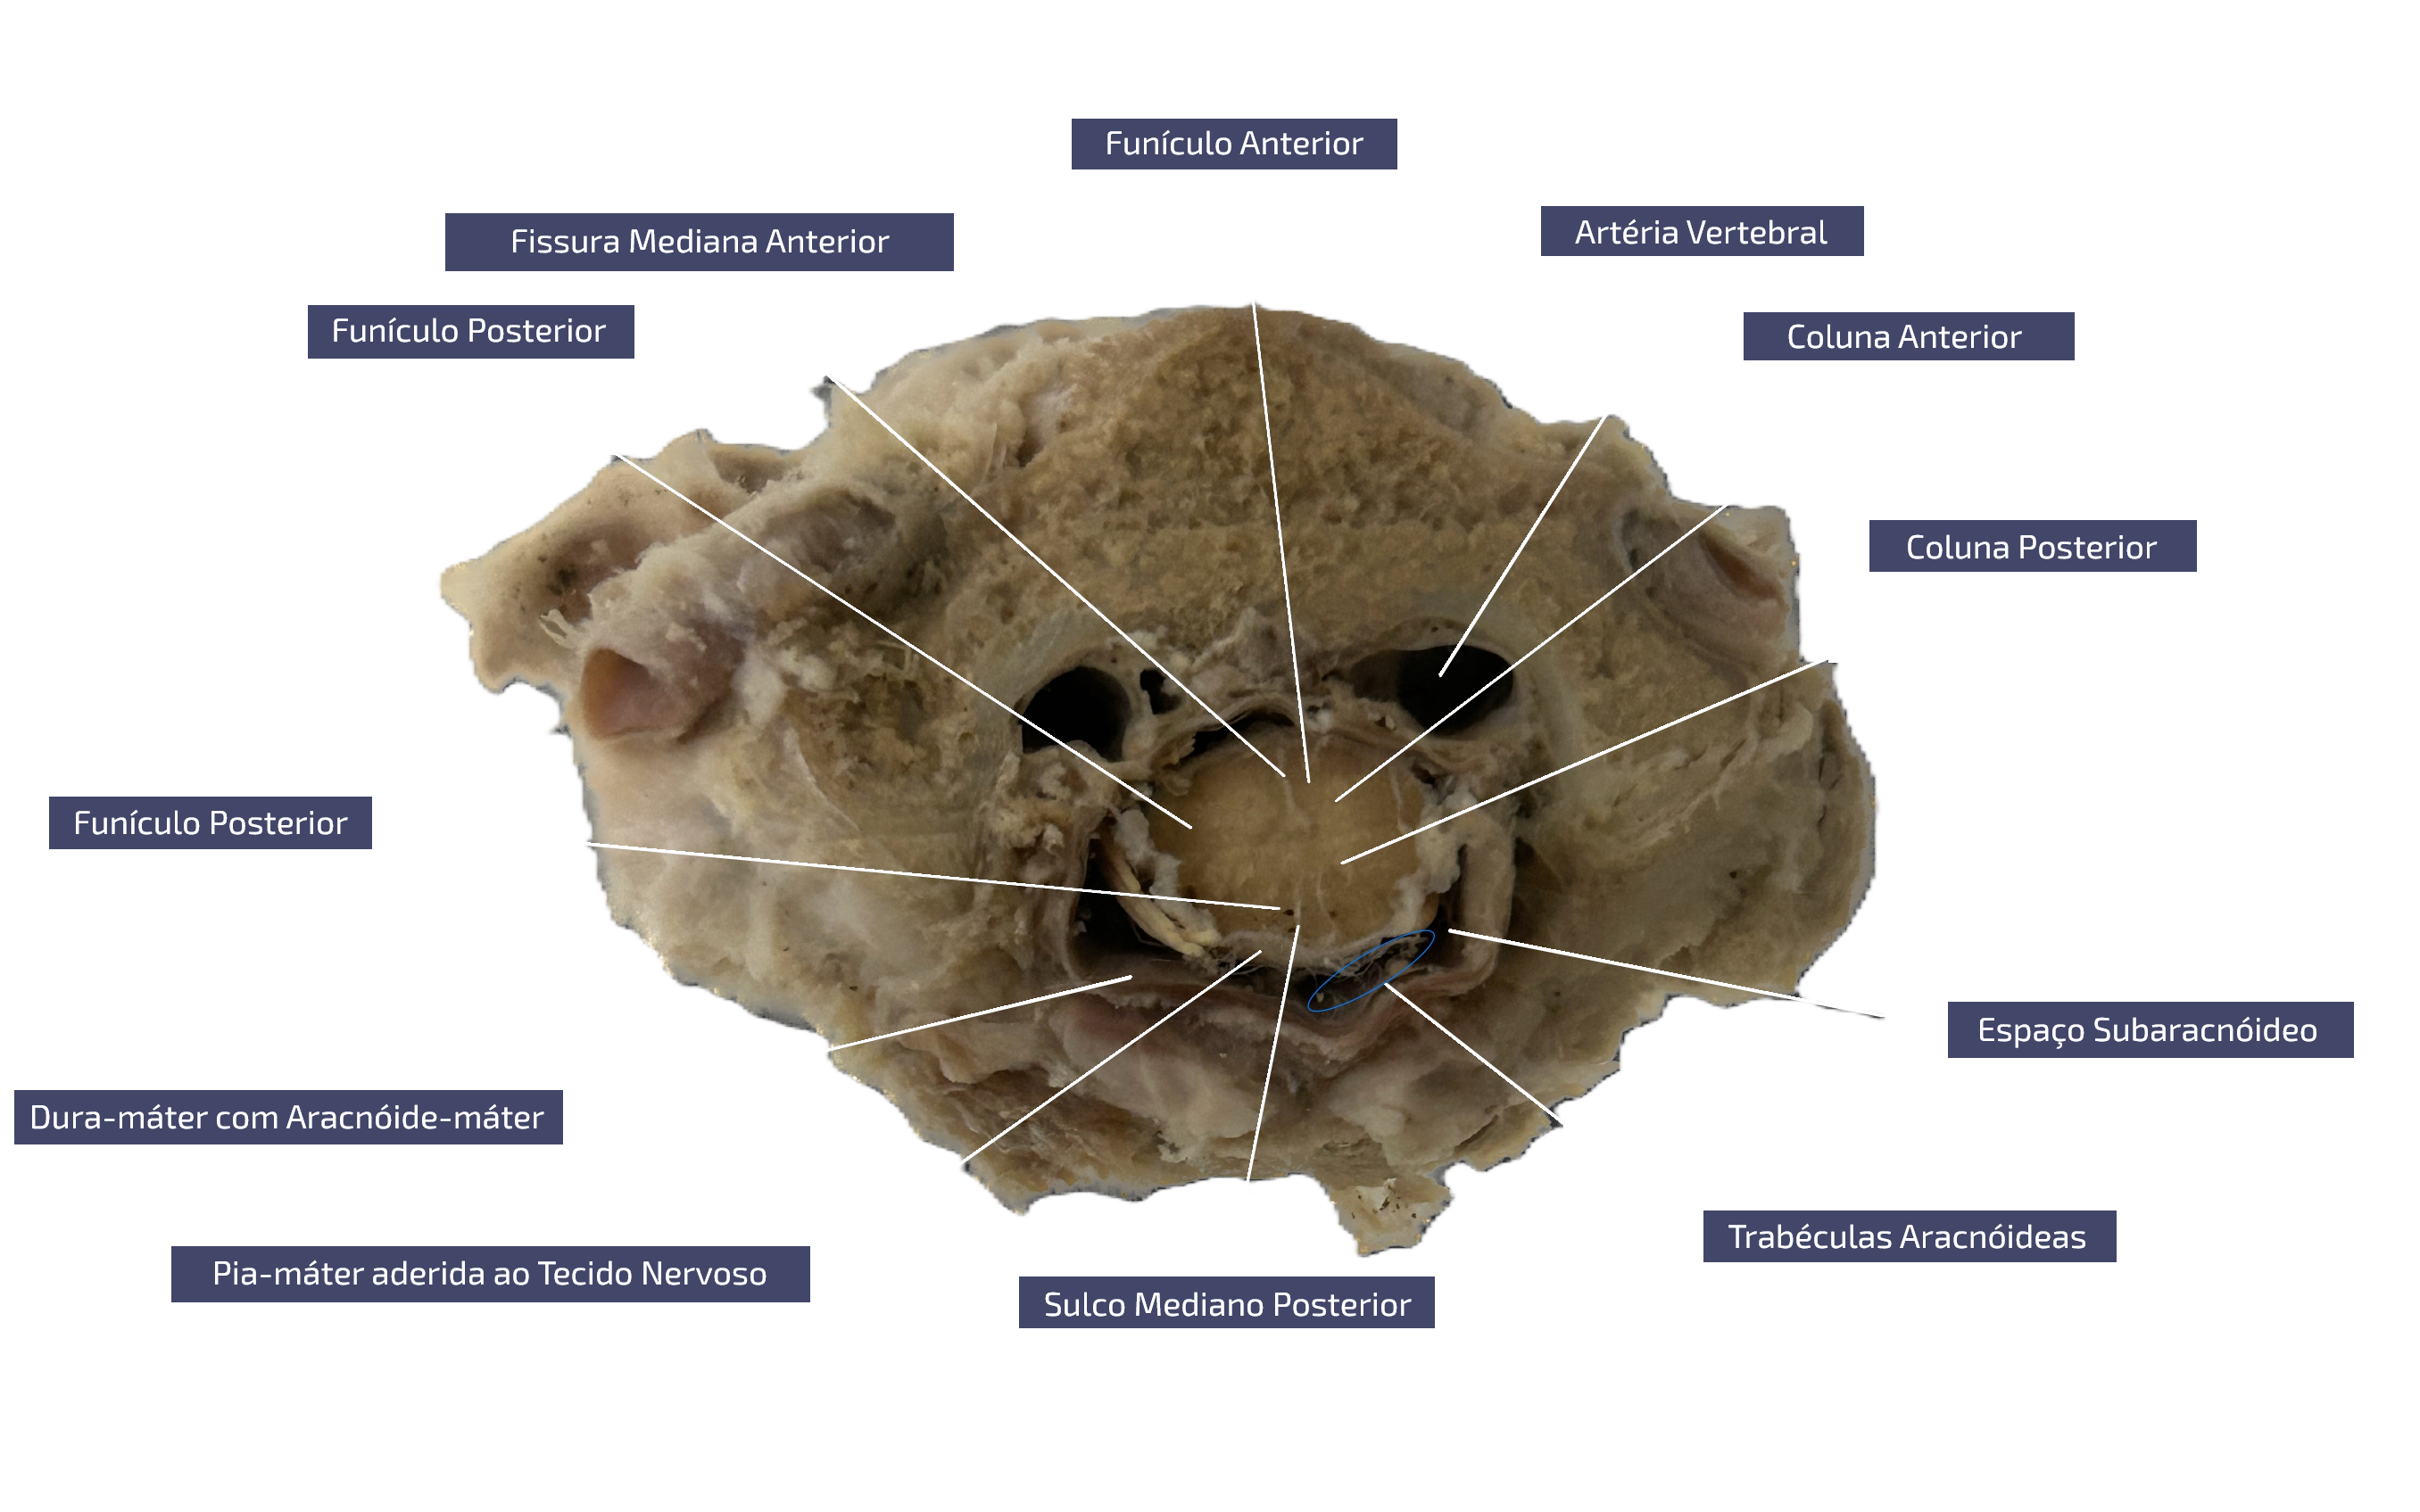 Funículo Anterior
Fissura Mediana Anterior
Artéria Vertebral
Funículo Posterior
Coluna Anterior
Coluna Posterior
Funículo Posterior
Espaço Subaracnóideo
Dura-máter com Aracnóide-máter
Trabéculas Aracnóideas
Pia-máter aderida ao Tecido Nervoso
Sulco Mediano Posterior